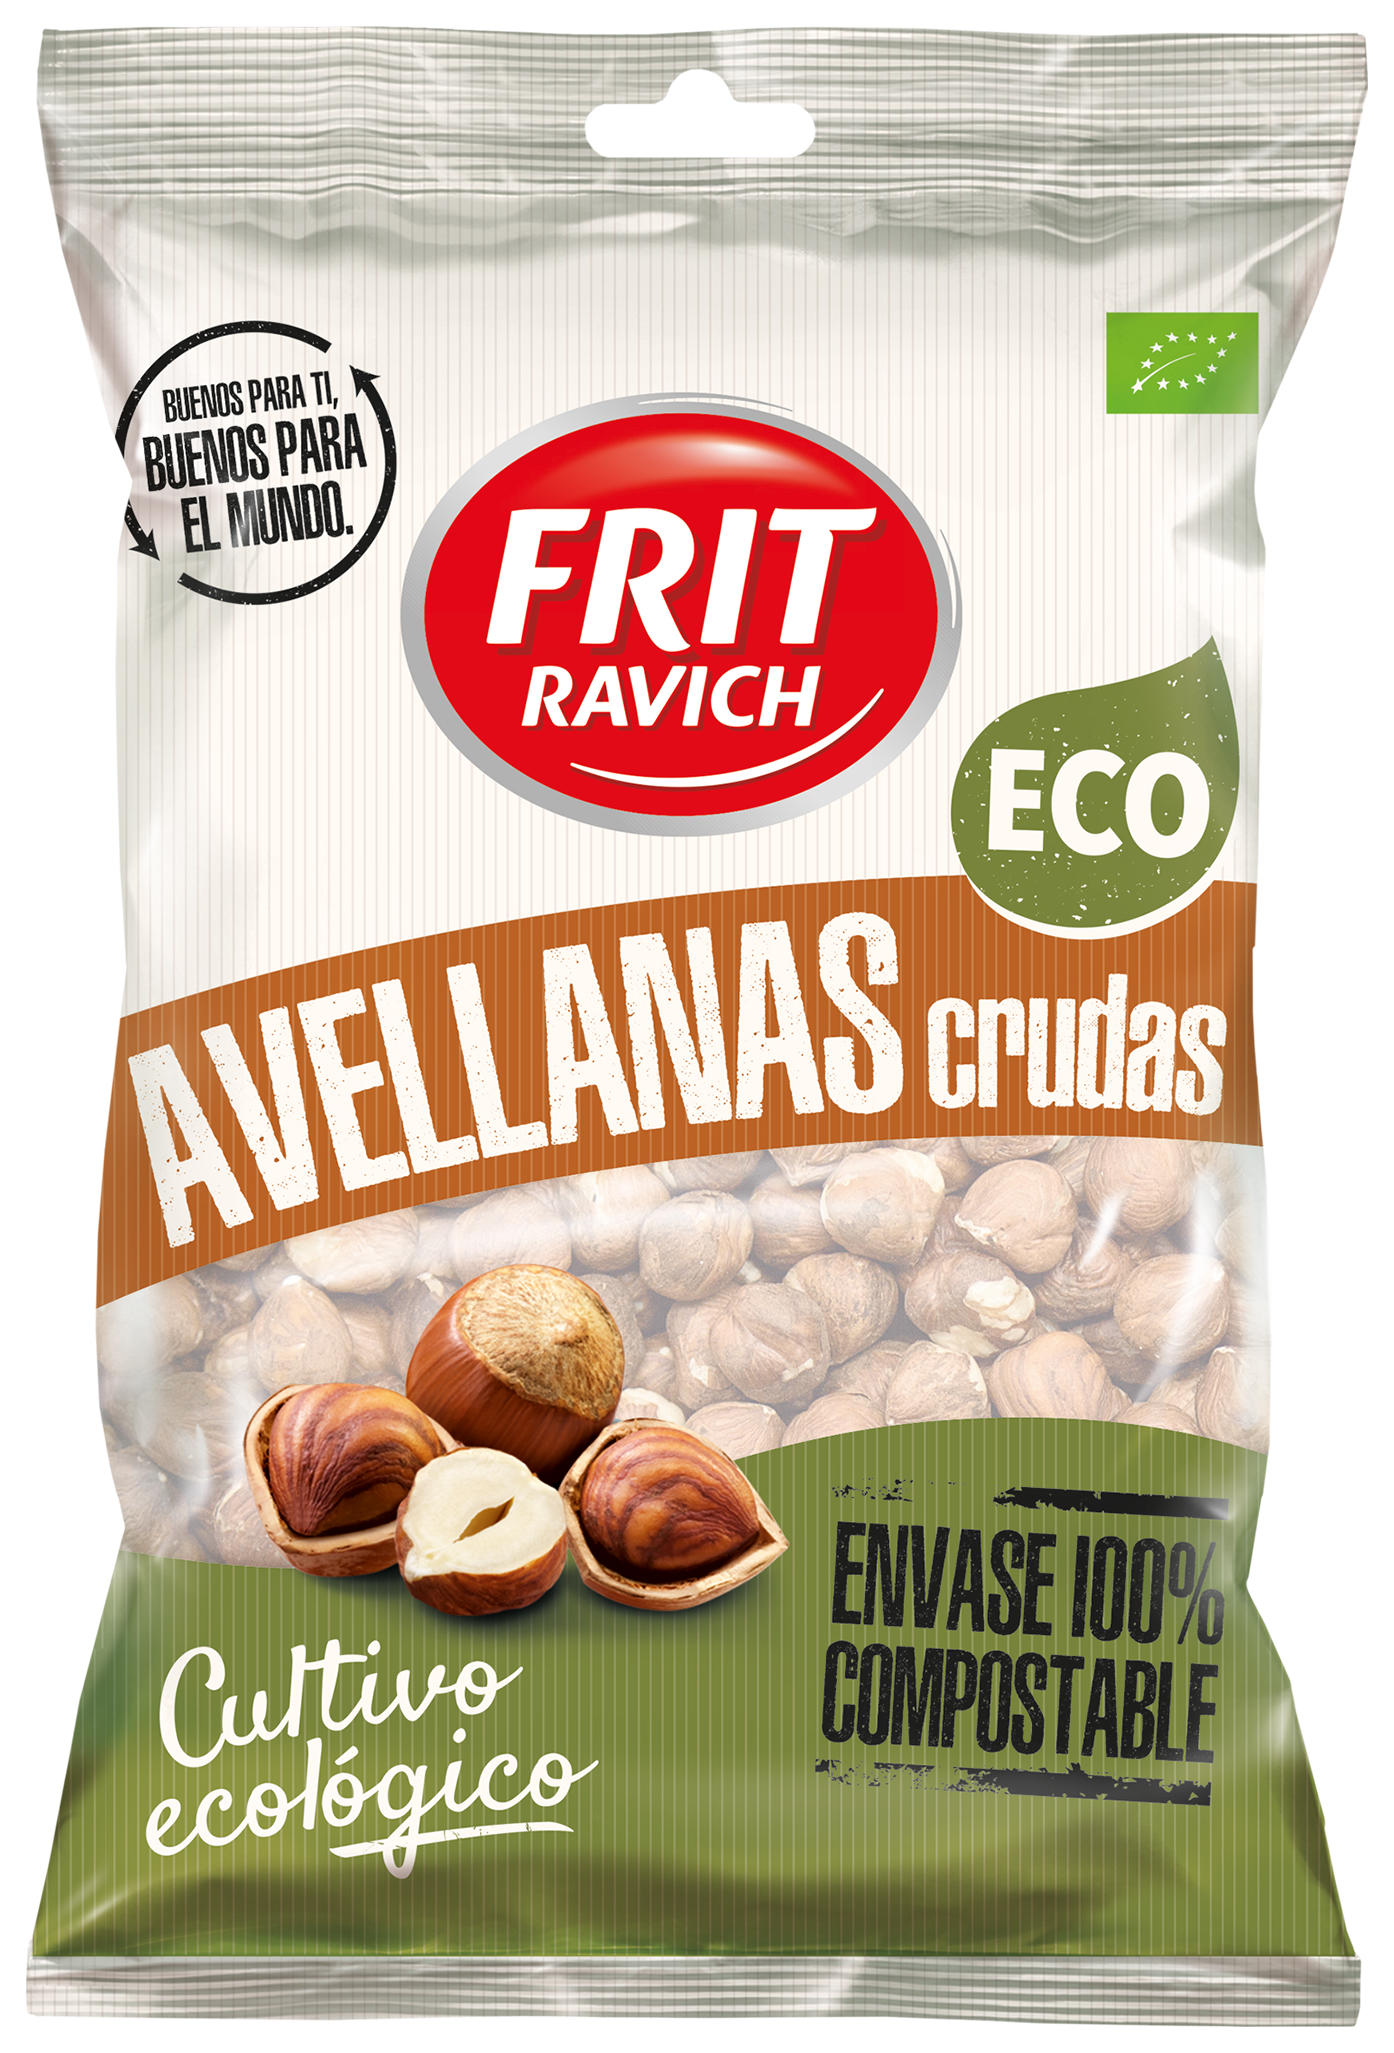 BUENOS PARA TI,
BUENOS PARA
EL MUNDO.
FRIT
RAVICH
ECO
AVELLANAS crudas
ENVASE 100%
COMPOSTABLE
Cultivo
ecológico